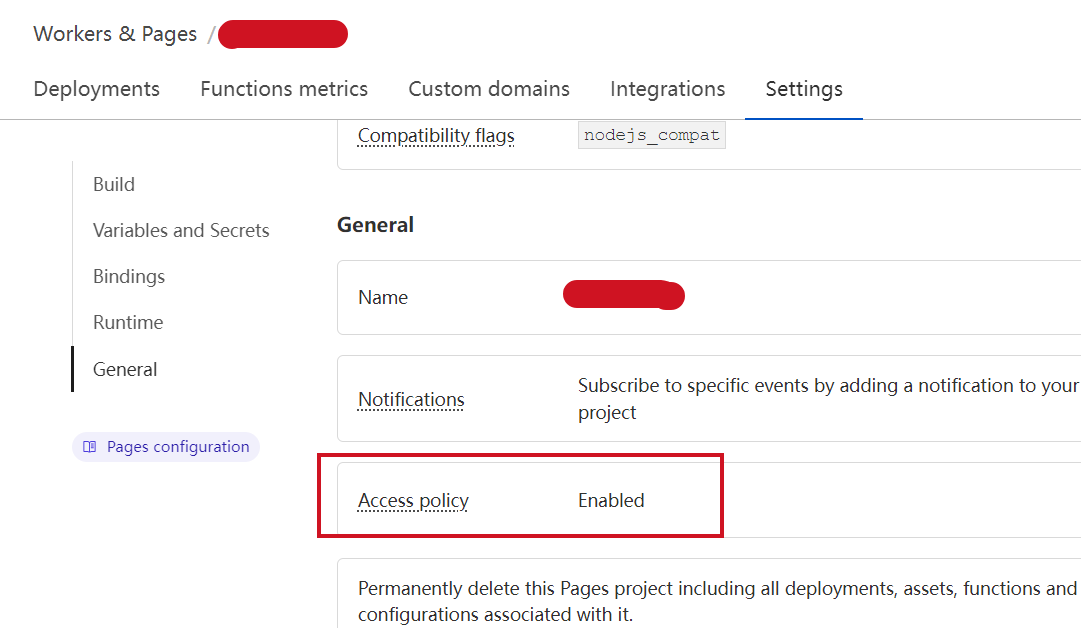 Workers & Pages /
Deployments Functions metrics Custom domains Integrations Settings
Compatibility flags nodejs_compat
Build
Variables and Secrets
Bindings
Runtime
General
Pages configuration
General
Name
Notifications
Subscribe to specific events by adding a notification to your
project
Access policy Enabled
Permanently delete this Pages project including all deployments, assets, functions and
configurations associated with it.